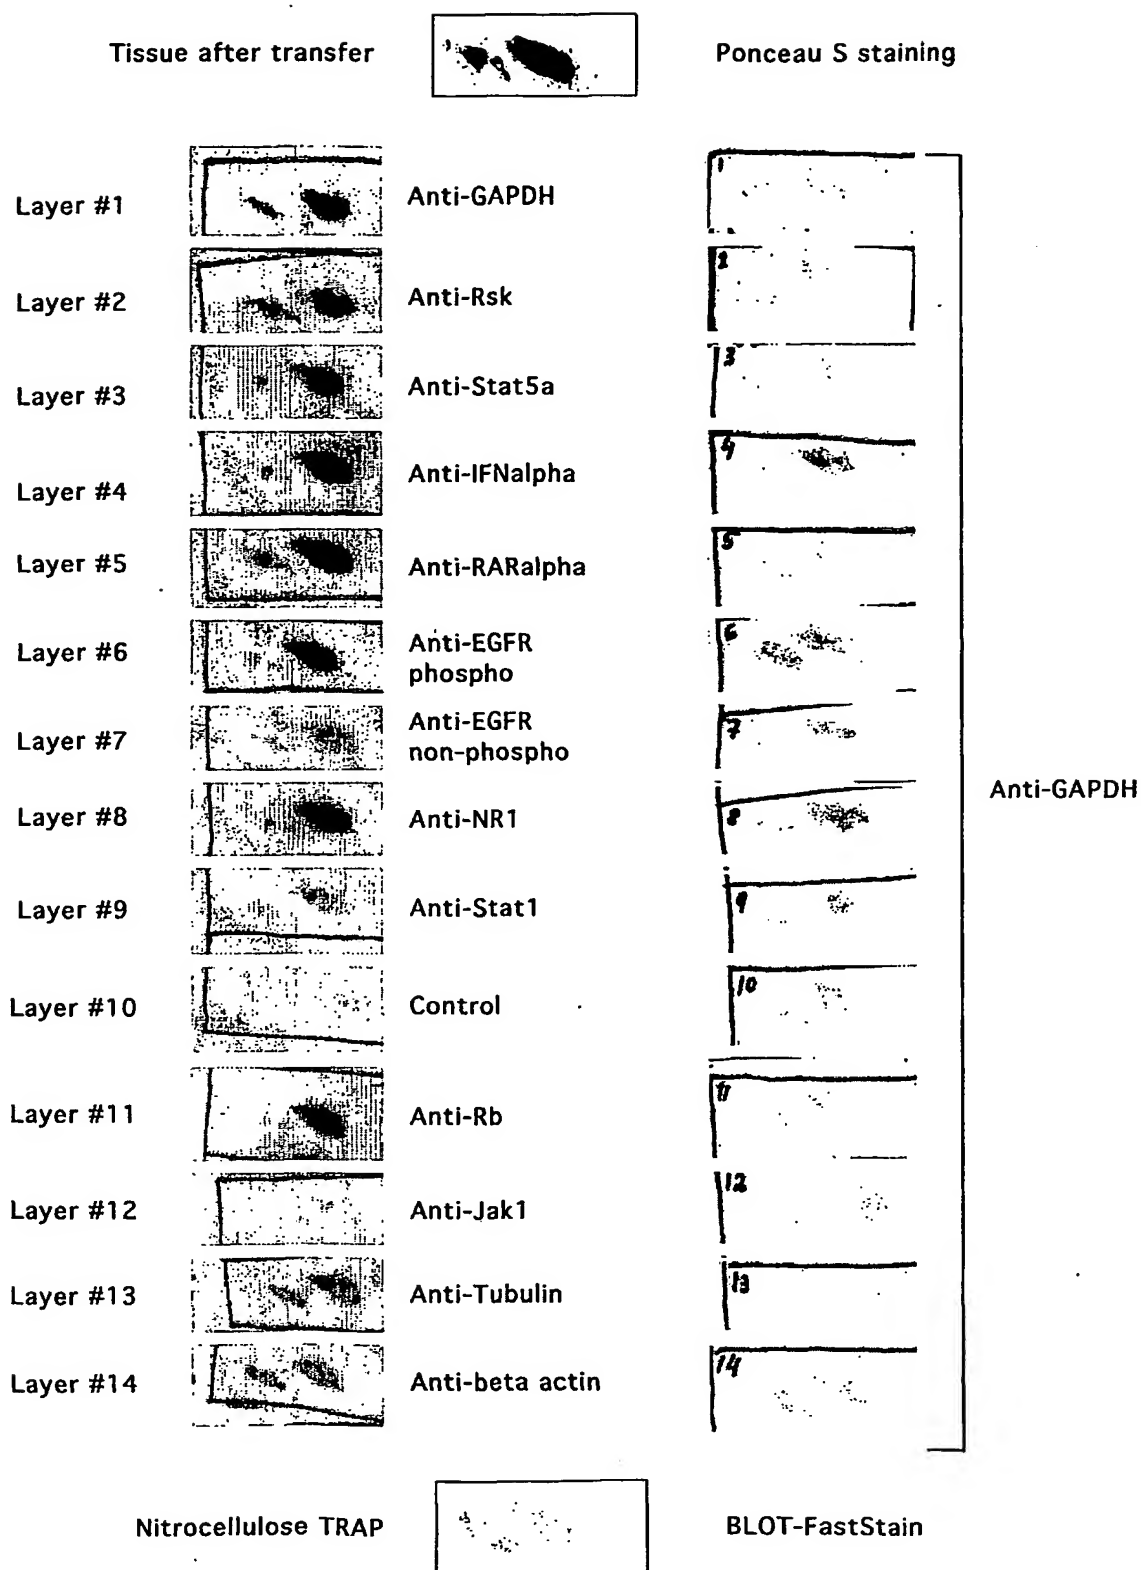 Tissue after transfer
Ponceau S staining
Layer #1
Anti-GAPDH
1
Layer #2
Anti-Rsk
2
Layer #3
Anti-Stat5a
3
Layer #4
Anti-IFNalpha
4
Layer #5
Anti-RARalpha
5
Layer #6
Anti-EGFR
phospho
6
Layer #7
Anti-EGFR
non-phospho
7
Layer #8
Anti-NR1
8
Anti-GAPDH
Layer #9
Anti-Stat1
9
Layer #10
Control
10
Layer #11
Anti-Rb
11
Layer #12
Anti-Jak1
12
Layer #13
Anti-Tubulin
13
Layer #14
Anti-beta actin
14
Nitrocellulose TRAP
BLOT-FastStain